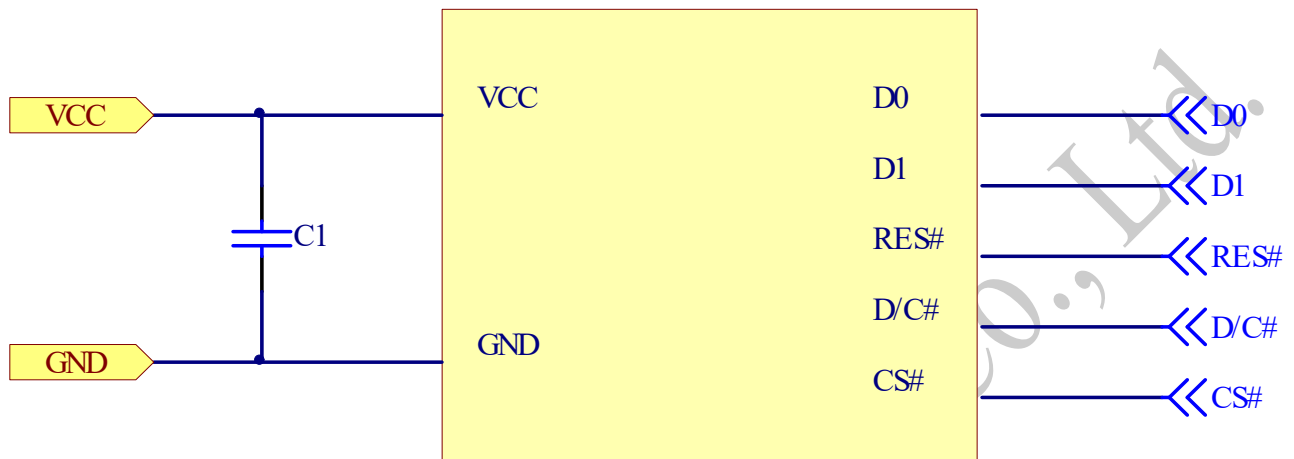 VCC
GND
C1
VCC
GND
D0
D1
RES#
D/C#
CS#
D0
D1
RES#
D/C#
CS#
Co., Ltd.